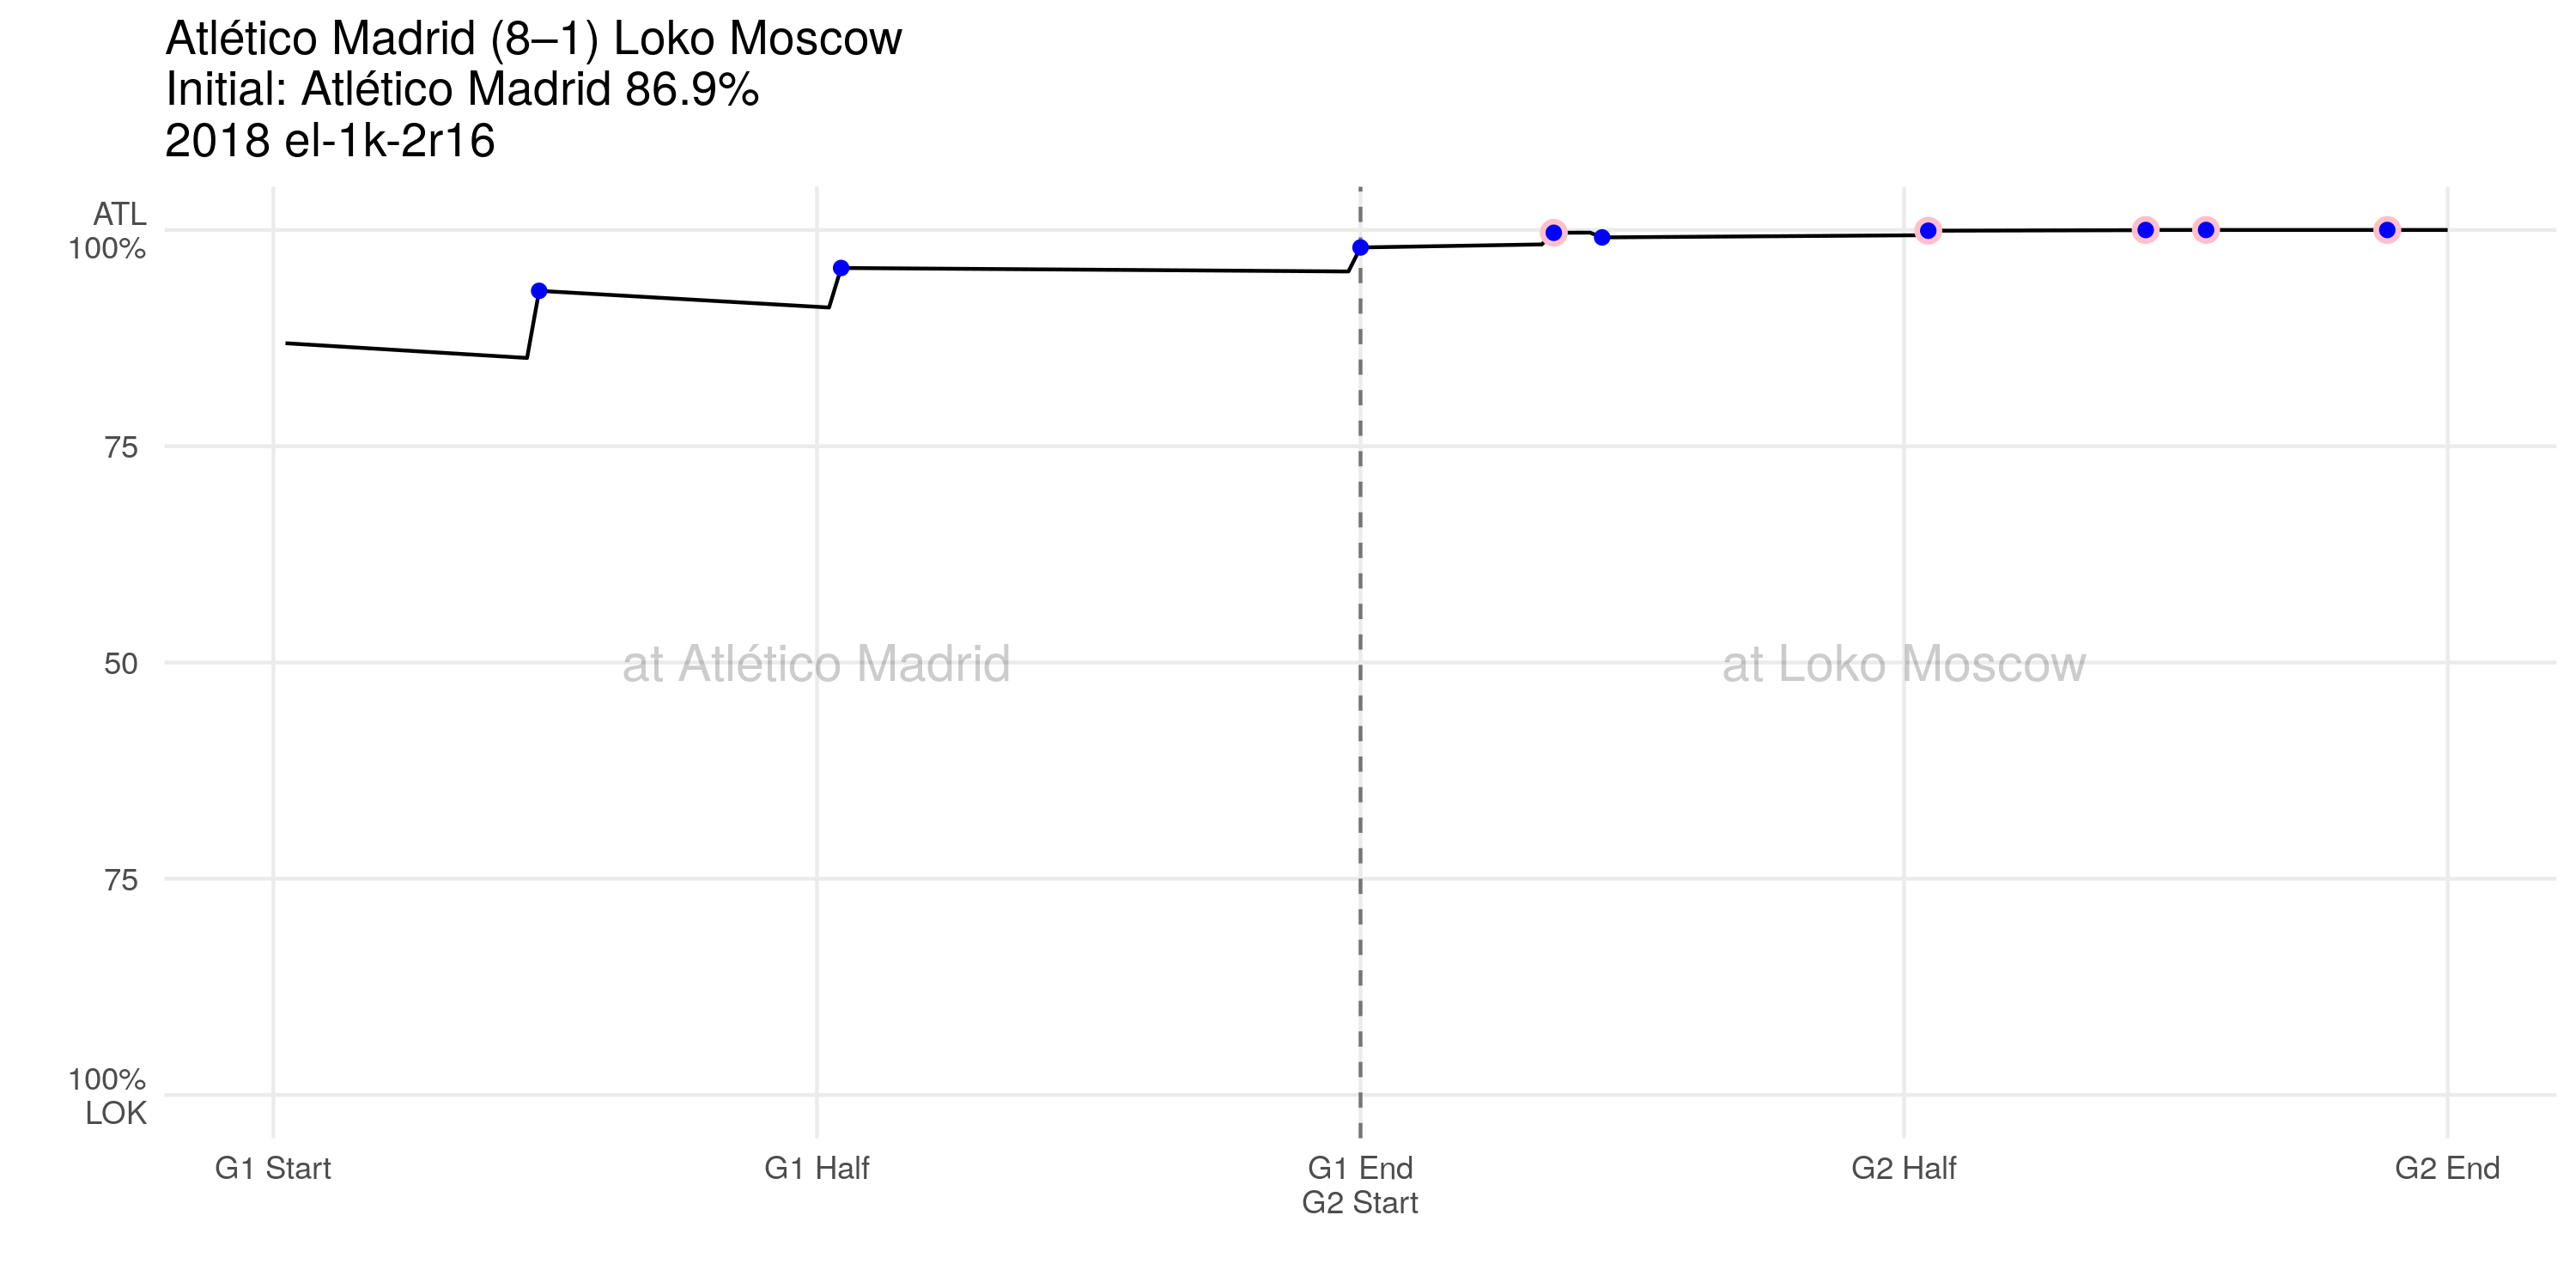 Atlético Madrid (8–1) Loko Moscow
Initial: Atlético Madrid 86.9%
2018 el-1k-2r16
ATL
100%
75
50
75
100%
LOK
at Atlético Madrid
at Loko Moscow
G1 Start
G1 Half
G1 End
G2 Start
G2 Half
G2 End